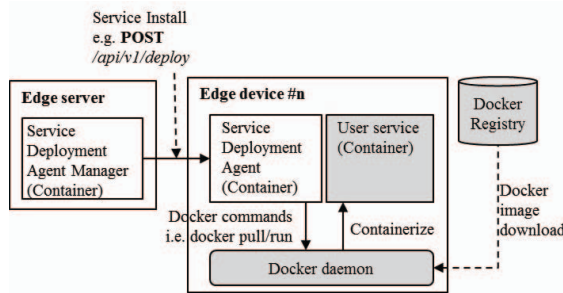 Service Install
e.g. POST
/api/v1/deploy
Edge server
Edge device #n
Docker
Registry
Service
Deployment
Agent Manager
(Container)
Service
Deployment
Agent
(Container)
User service
(Container)
Docker commands
i.e. docker pull/run
Containerize
Docker
image
download
Docker daemon